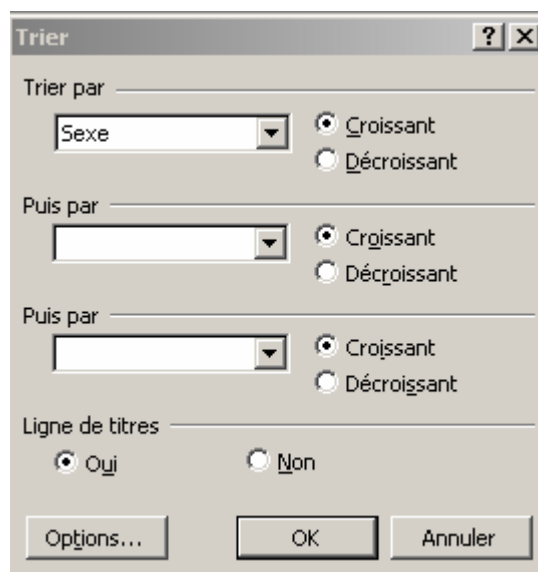 Trier
Trier par
Sexe
Croissant
Décroissant
Puis par
Croissant
Décroissant
Puis par
Croissant
Décroissant
Ligne de titres
Oui Non
Options... OK Annuler